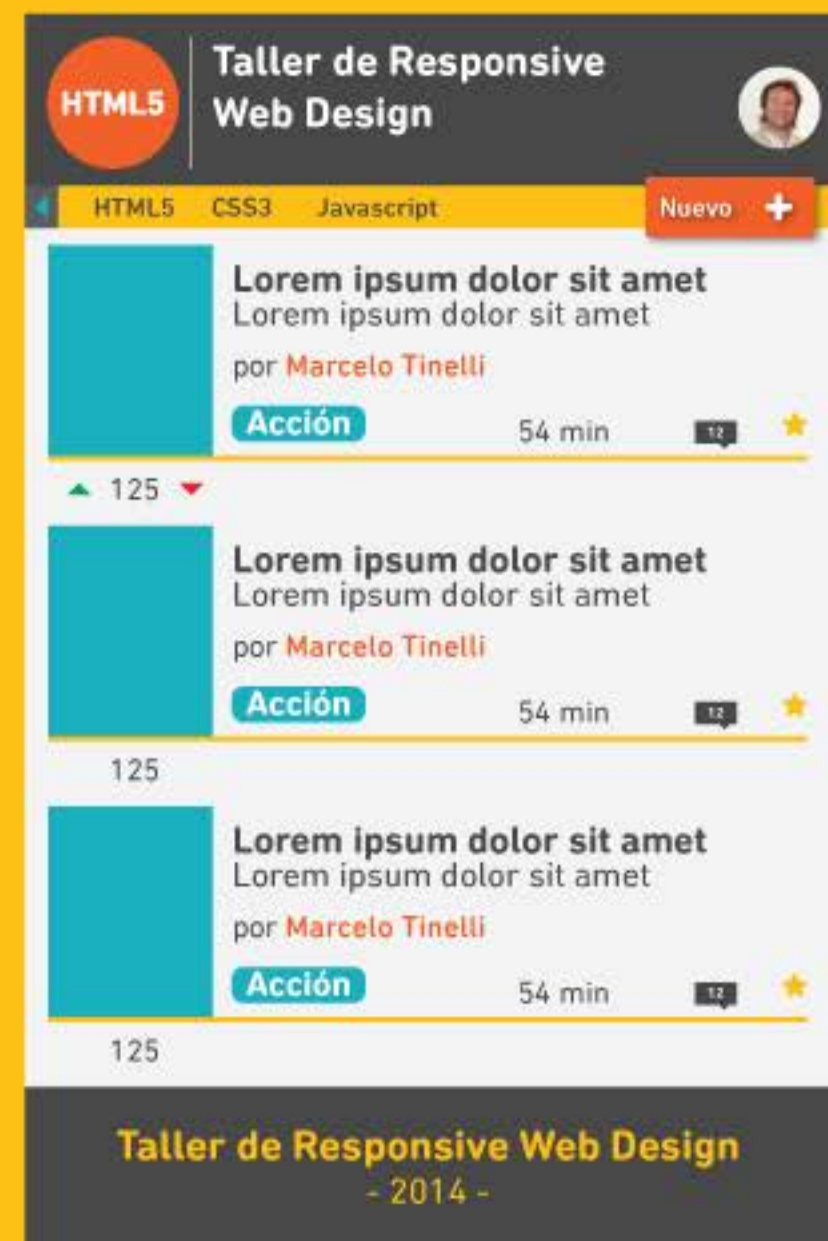 HTML5
Taller de Responsive
Web Design
HTML5 CSS3 Javascript Nuevo
Lorem ipsum dolor sit amet
Lorem ipsum dolor sit amet
por Marcelo Tinelli
Acción 54 min 12
125
Lorem ipsum dolor sit amet
Lorem ipsum dolor sit amet
por Marcelo Tinelli
Acción 54 min 12
125
Lorem ipsum dolor sit amet
Lorem ipsum dolor sit amet
por Marcelo Tinelli
Acción 54 min 12
125
Taller de Responsive Web Design
- 2014 -